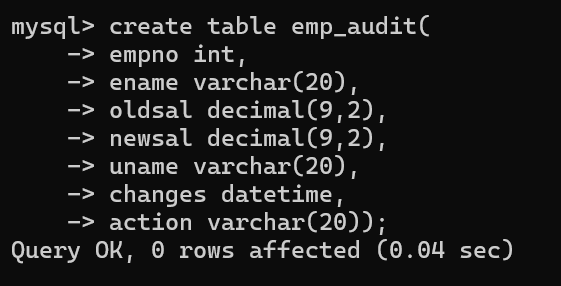 mysql> create table emp_audit(
    -> empno int,
    -> ename varchar(20),
    -> oldsal decimal(9,2),
    -> newsal decimal(9,2),
    -> uname varchar(20),
    -> changes datetime,
    -> action varchar(20));
Query OK, 0 rows affected (0.04 sec)